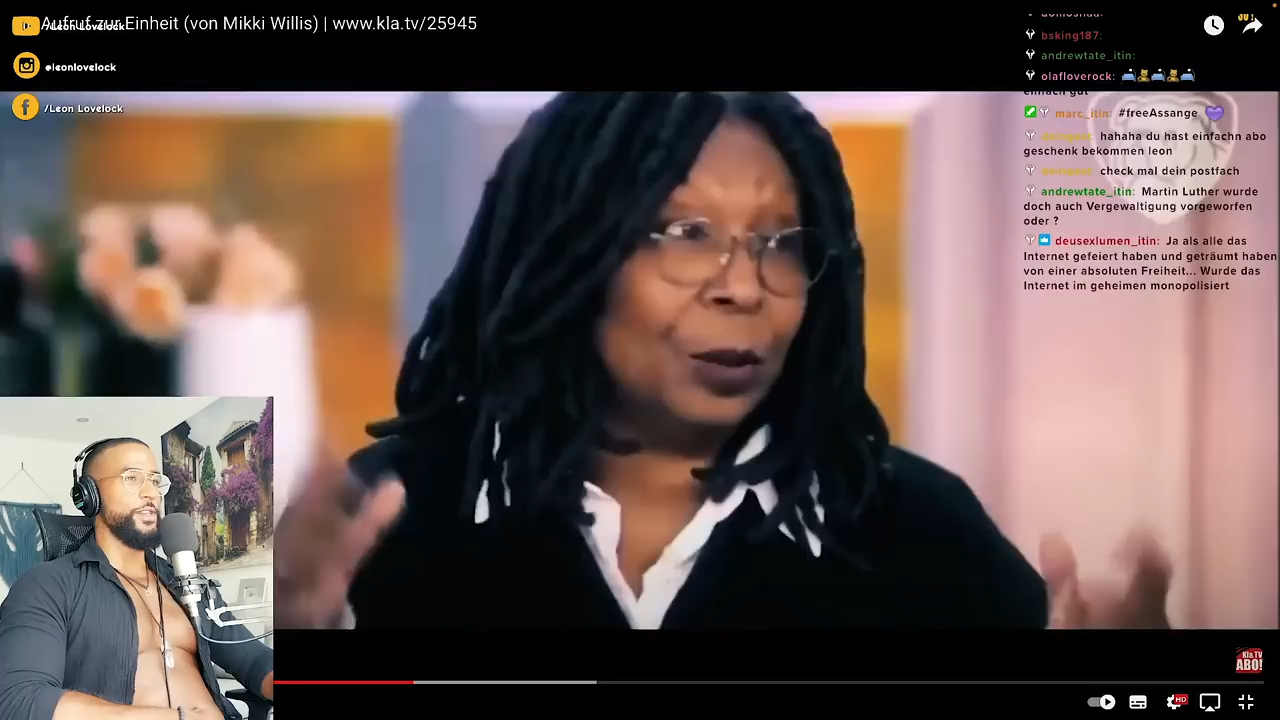 Aufruf zur Einheit (von Mikki Willis) | www.kla.tv/25945
/Leon Lovelock
@leonlovelock
/Leon Lovelock
bsking187:
andrewtate_itin:
olafloverock:
einfach gut
marc_itin: #freeAssange
hahaha du hast einfachn abo
geschenk bekommen leon
check mal dein postfach
andrewtate_itin: Martin Luther wurde
doch auch Vergewaltigung vorgeworfen
oder ?
deusexlumen_itin: Ja als alle das
Internet gefeiert haben und geträumt haben
von einer absoluten Freiheit... Wurde das
Internet im geheimen monopolisiert
Kla.TV
ABO!
HD